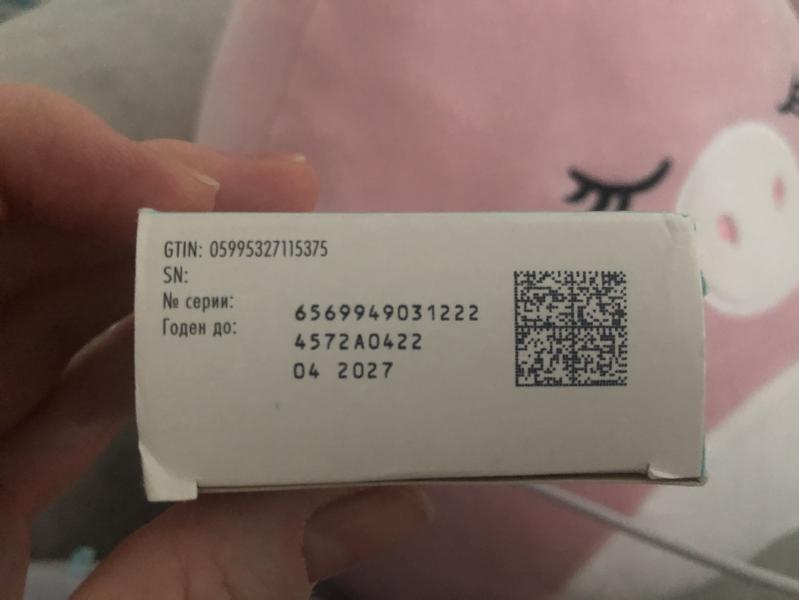 GTIN: 05995327115375
SN:
№ серии:
Годен до:
6569949031222
4572A0422
04 2027